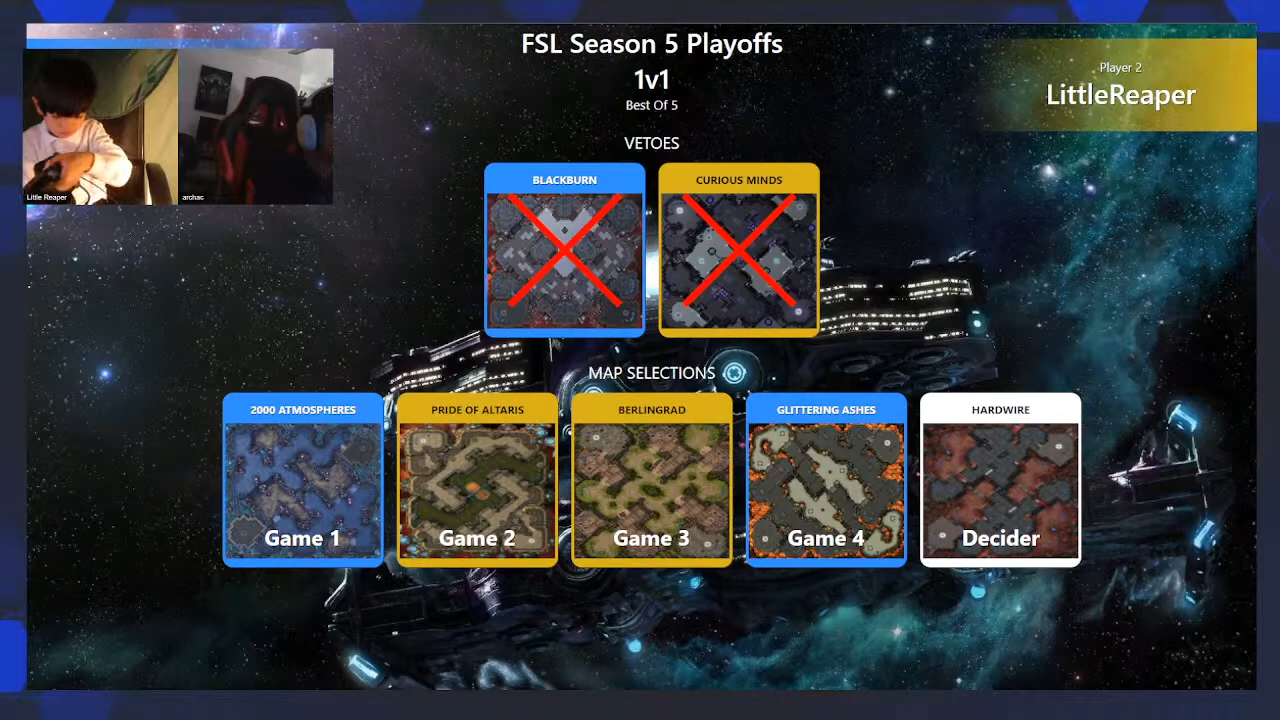 FSL Season 5 Playoffs
1v1
Best Of 5
Player 2
LittleReaper
Little Reaper
archac
VETOES
BLACKBURN
CURIOUS MINDS
MAP SELECTIONS
2000 ATMOSPHERES
PRIDE OF ALTARIS
BERLINGRAD
GLITTERING ASHES
HARDWIRE
Game 1
Game 2
Game 3
Game 4
Decider